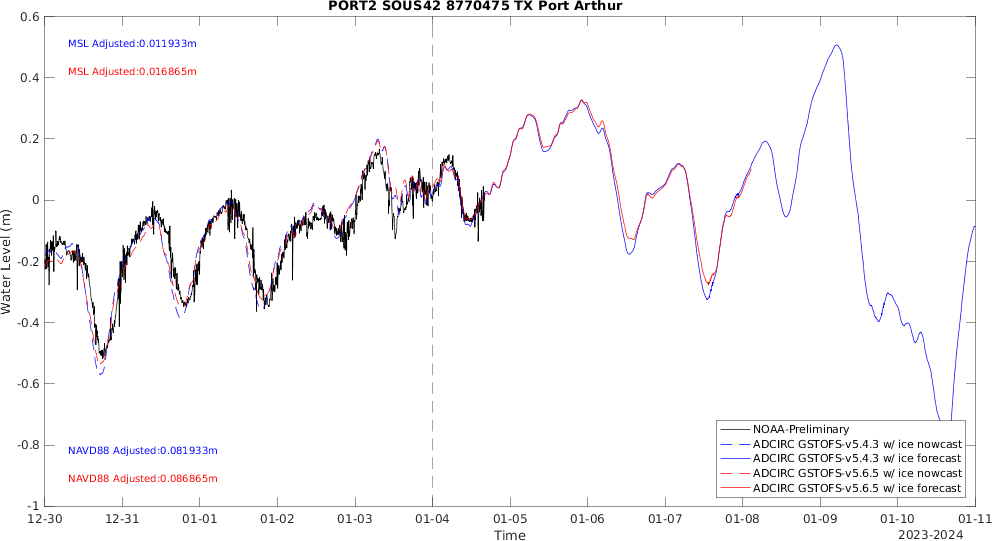 PORT2 SOUS42 8770475 TX Port Arthur
MSL Adjusted:0.011933m
MSL Adjusted:0.016865m
NAVD88 Adjusted:0.081933m
NAVD88 Adjusted:0.086865m
Water Level (m)
0.6
0.4
0.2
0
-0.2
-0.4
-0.6
-0.8
-1
NOAA-Preliminary
ADCIRC GSTOFS-v5.4.3 w/ ice nowcast
ADCIRC GSTOFS-v5.4.3 w/ ice forecast
ADCIRC GSTOFS-v5.6.5 w/ ice nowcast
ADCIRC GSTOFS-v5.6.5 w/ ice forecast
12-30 12-31 01-01 01-02 01-03 01-04 01-05 01-06 01-07 01-08 01-09 01-10 01-11
Time
2023-2024